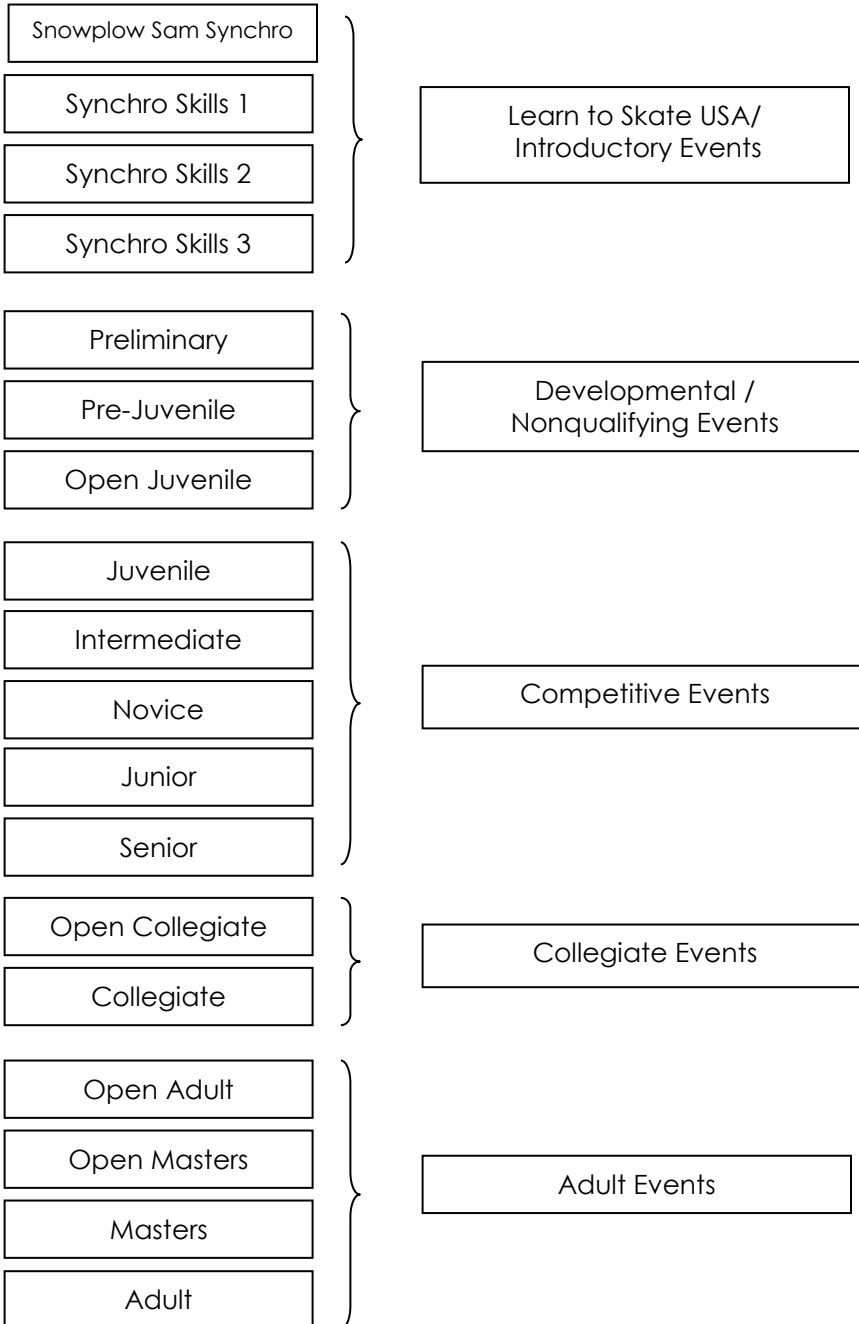 Snowplow Sam Synchro
Synchro Skills 1
Synchro Skills 2
Synchro Skills 3
Learn to Skate USA/
Introductory Events
Preliminary
Pre-Juvenile
Open Juvenile
Developmental /
Nonqualifying Events
Juvenile
Intermediate
Novice
Junior
Senior
Competitive Events
Open Collegiate
Collegiate
Collegiate Events
Open Adult
Open Masters
Masters
Adult
Adult Events